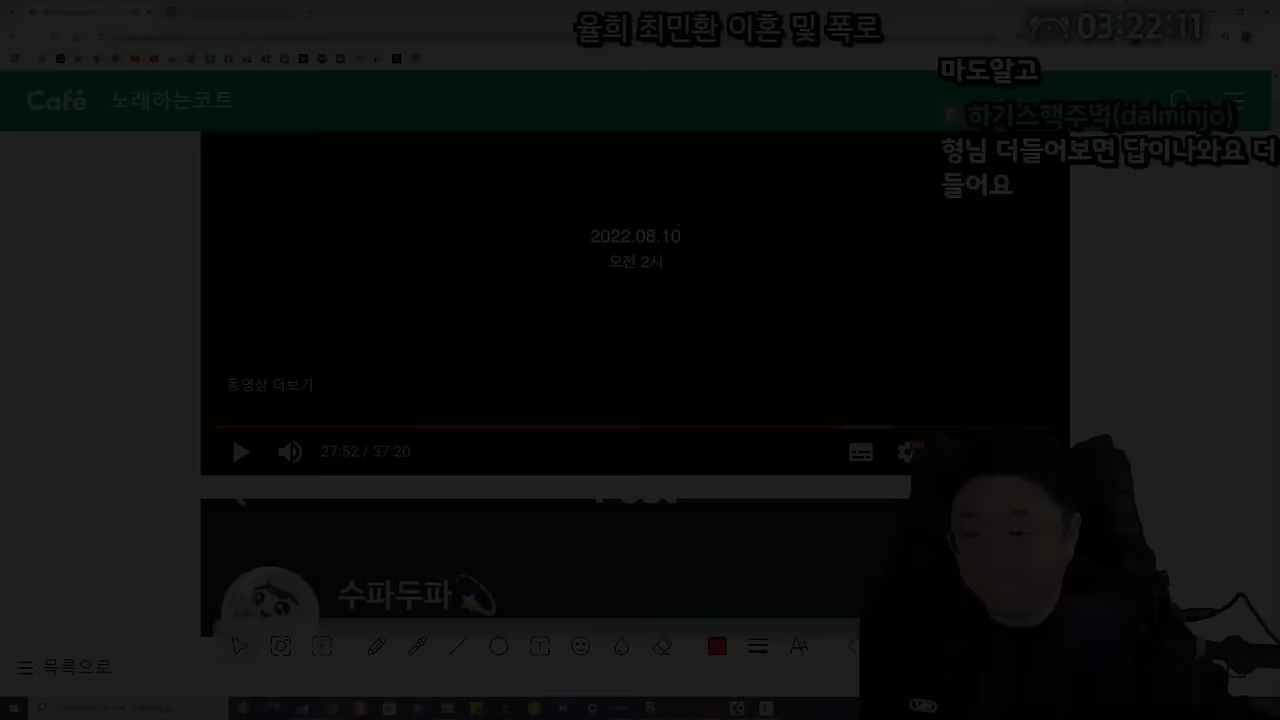 율희 최민환 이혼 및 폭로
03:22:11
마도알고
하기스핵주먹(dalminjo)
형님 더들어보면 답이나와요 더
들어요
Café 노래하는코트
2022.08.10
오전 2시
동영상 더보기
27:52 / 37:20
수파두파
목록으로